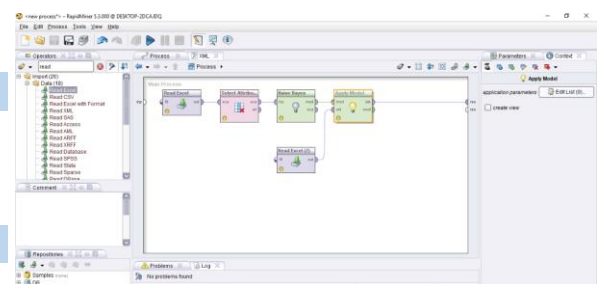 <new process*> – RapidMiner 5.3.000 @ DESKTOP-2DCAJDQ
File Edit Process Tools View Help
Operators
Process
XML
Parameters
Context
read
Process
Import (26)
Data (18)
Read Excel
Read CSV
Read Excel with Format
Read XML
Read SAS
Read Access
Read AML
Read ARFF
Read XRFF
Read Database
Read SPSS
Read Stata
Read Sparse
Read DBase
Main Process
Read Excel
Select Attribu...
Naive Bayes
Apply Model
Read Excel (2)
Apply Model
application parameters
Edit List (0)...
create view
Comment
Repositories
Samples (none)
DB
Problems
Log
No problems found